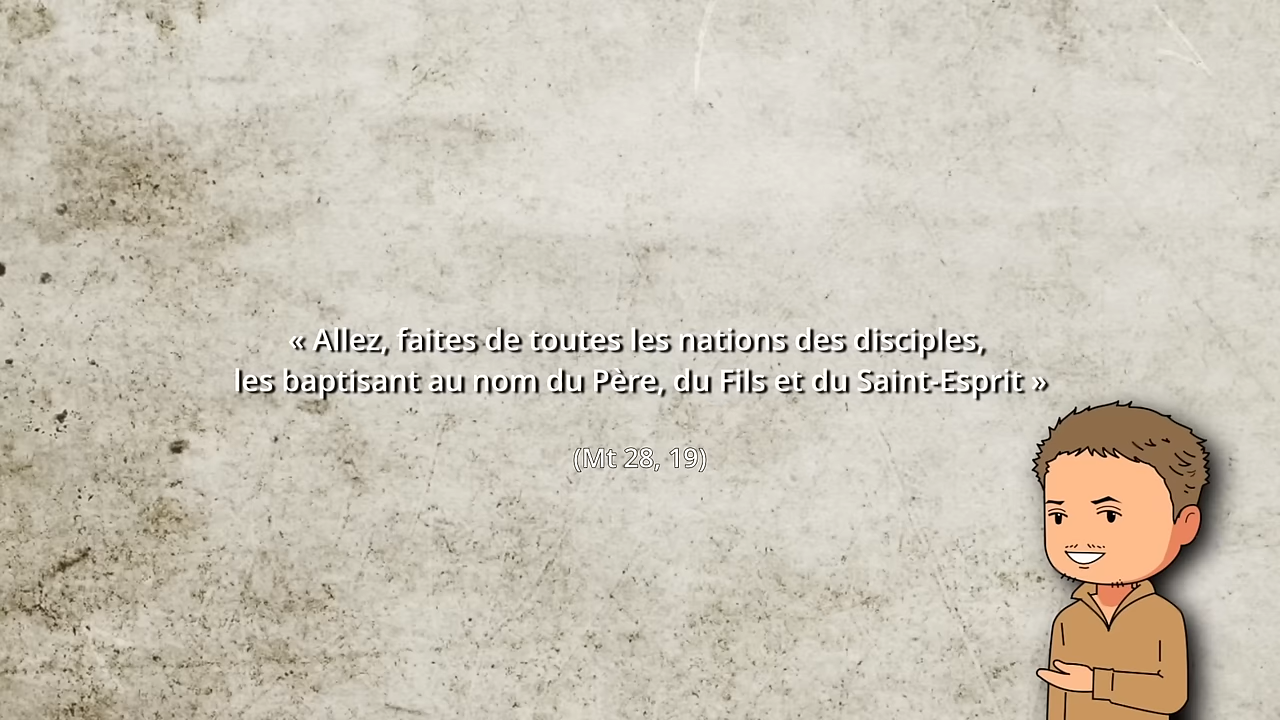 « Allez, faites de toutes les nations des disciples,
les baptisant au nom du Père, du Fils et du Saint-Esprit »
(Mt 28, 19)